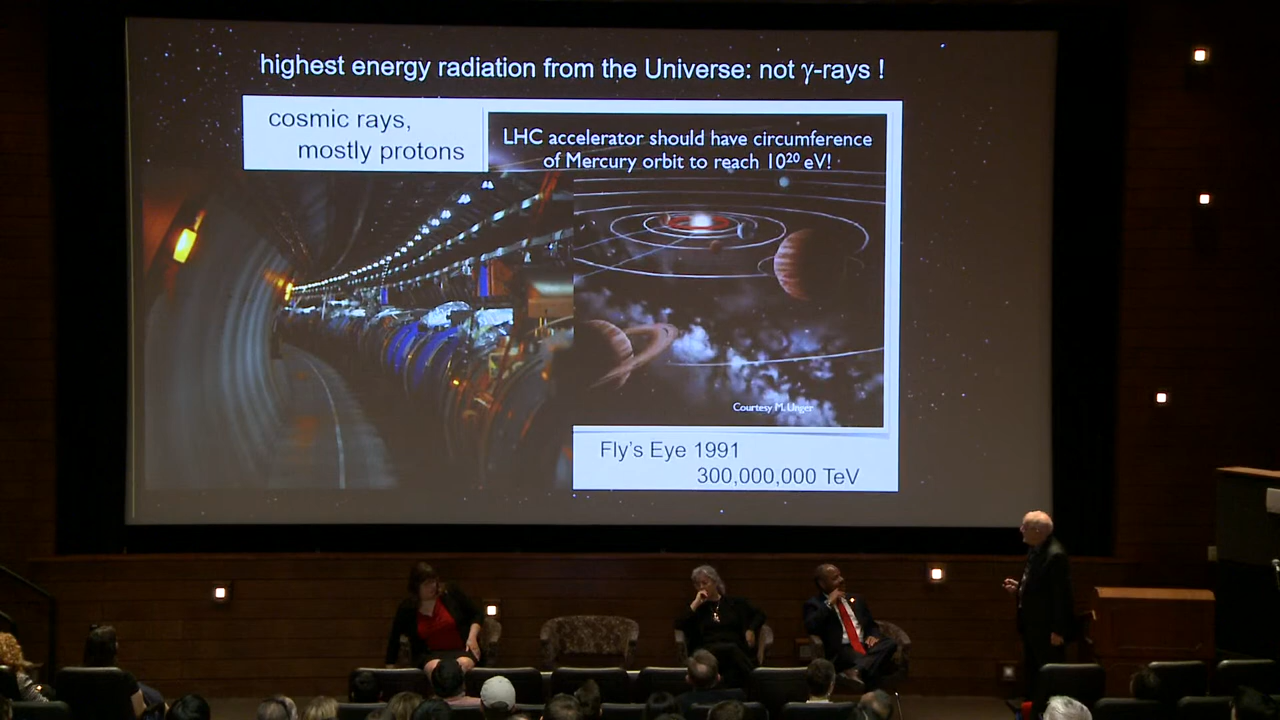 highest energy radiation from the Universe: not γ-rays !
cosmic rays,
mostly protons
LHC accelerator should have circumference
of Mercury orbit to reach 10²⁰ eV!
Courtesy M. Unger
Fly's Eye 1991
300,000,000 TeV